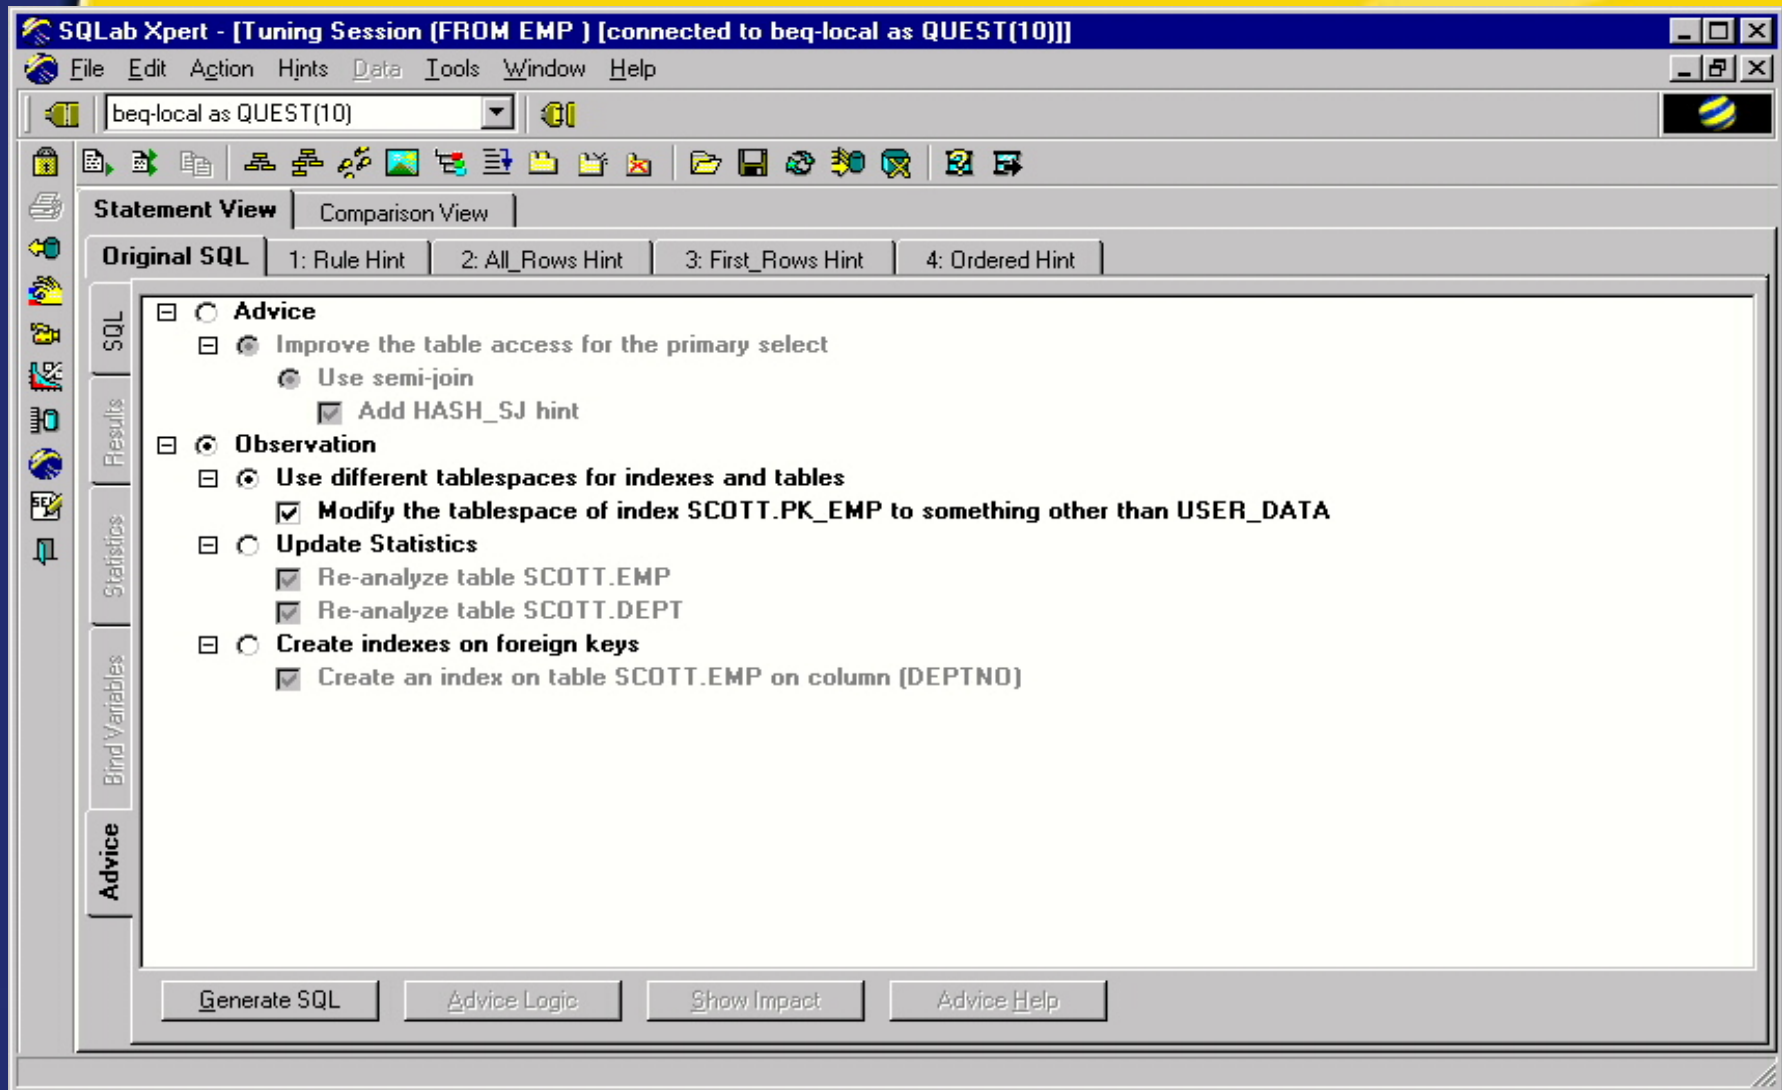 SQLab Xpert - [Tuning Session (FROM EMP ) [connected to beq-local as QUEST(10)]]
File Edit Action Hints Data Tools Window Help
beq-local as QUEST(10)
Statement View Comparison View
Original SQL 1: Rule Hint 2: All_Rows Hint 3: First_Rows Hint 4: Ordered Hint
SQL
Results
Statistics
Bind Variables
Advice
Advice
Improve the table access for the primary select
Use semi-join
Add HASH_SJ hint
Observation
Use different tablespaces for indexes and tables
Modify the tablespace of index SCOTT.PK_EMP to something other than USER_DATA
Update Statistics
Re-analyze table SCOTT.EMP
Re-analyze table SCOTT.DEPT
Create indexes on foreign keys
Create an index on table SCOTT.EMP on column (DEPTNO)
Generate SQL Advice Logic Show Impact Advice Help